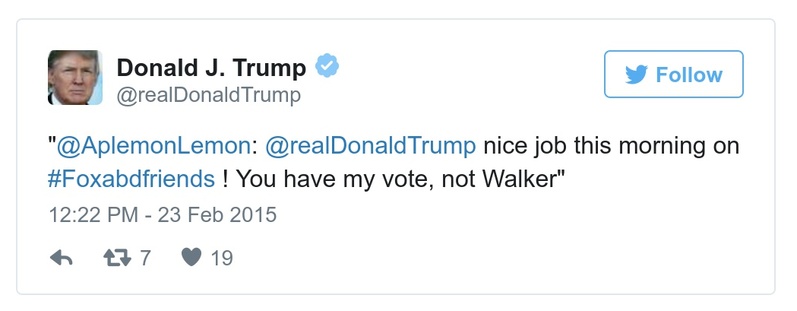 Donald J. Trump
@realDonaldTrump
Follow
"@AplemonLemon: @realDonaldTrump nice job this morning on
#Foxabdfriends ! You have my vote, not Walker"
12:22 PM - 23 Feb 2015
7 19